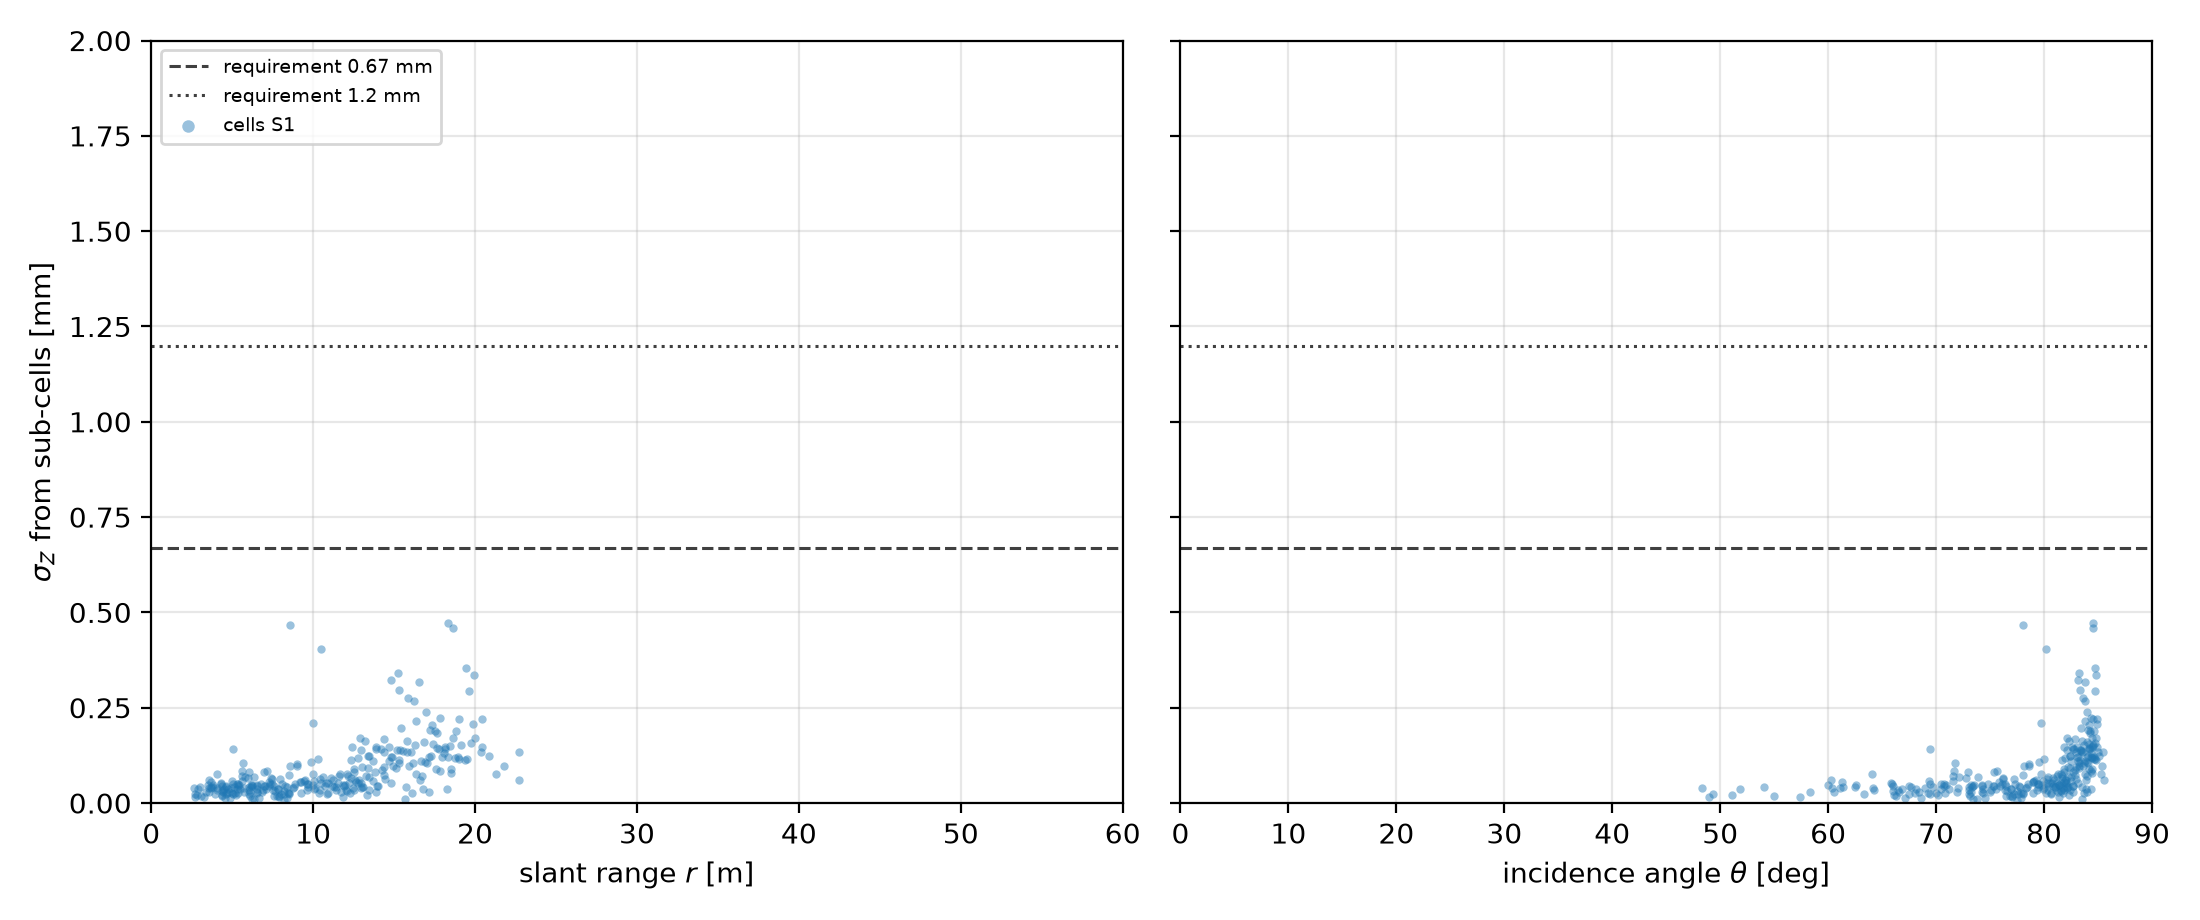 2.00
1.75
1.50
1.25
1.00
0.75
0.50
0.25
0.00
σZ from sub-cells [mm]
requirement 0.67 mm
requirement 1.2 mm
cells S1
0 10 20 30 40 50 60
slant range r [m]
0 10 20 30 40 50 60 70 80 90
incidence angle θ [deg]